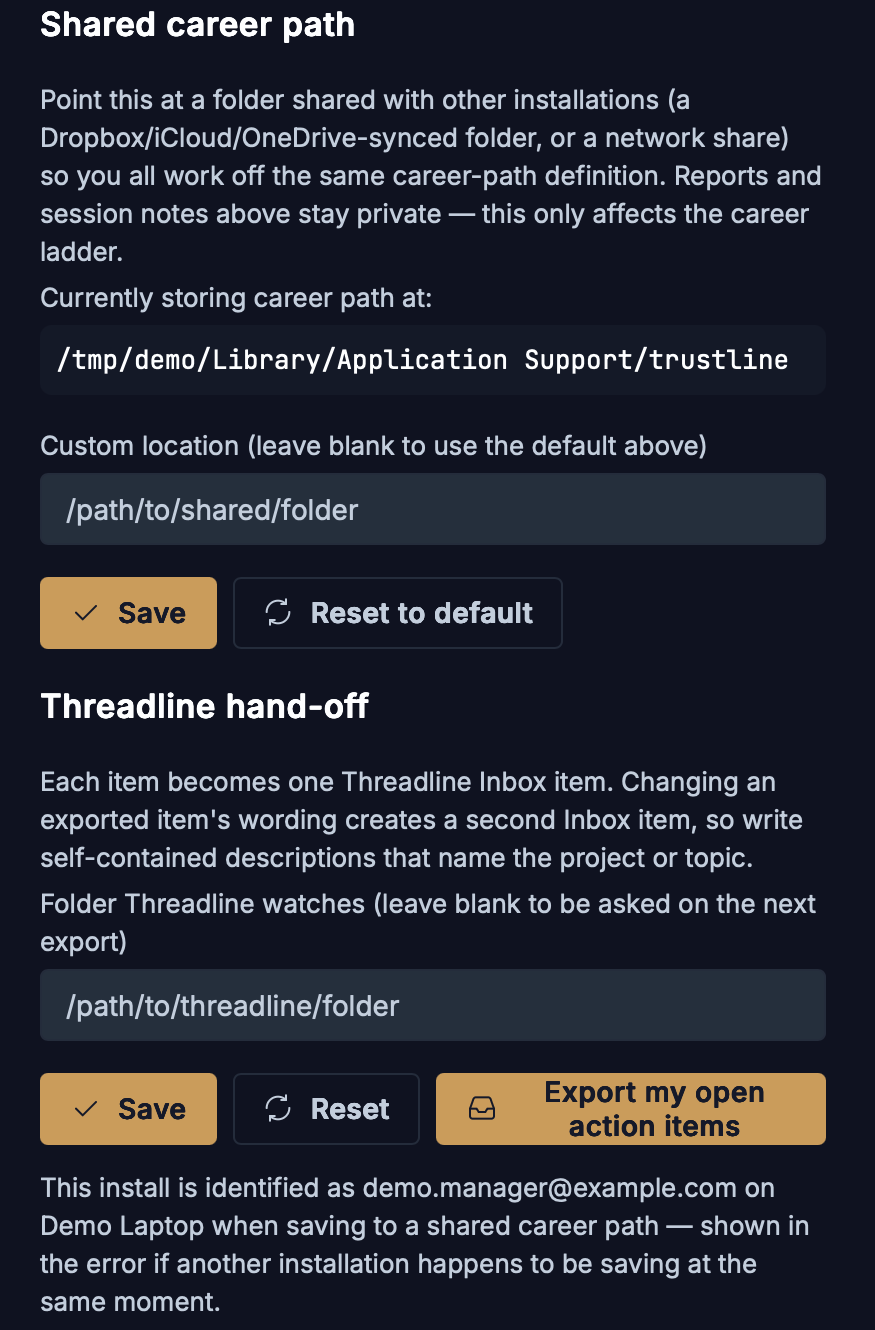 Shared career path
Point this at a folder shared with other installations (a
Dropbox/iCloud/OneDrive-synced folder, or a network share)
so you all work off the same career-path definition. Reports and
session notes above stay private — this only affects the career
ladder.
Currently storing career path at:
/tmp/demo/Library/Application Support/trustline
Custom location (leave blank to use the default above)
/path/to/shared/folder
Save
Reset to default
Threadline hand-off
Each item becomes one Threadline Inbox item. Changing an
exported item's wording creates a second Inbox item, so write
self-contained descriptions that name the project or topic.
Folder Threadline watches (leave blank to be asked on the next
export)
/path/to/threadline/folder
Save
Reset
Export my open
action items
This install is identified as demo.manager@example.com on
Demo Laptop when saving to a shared career path — shown in
the error if another installation happens to be saving at the
same moment.